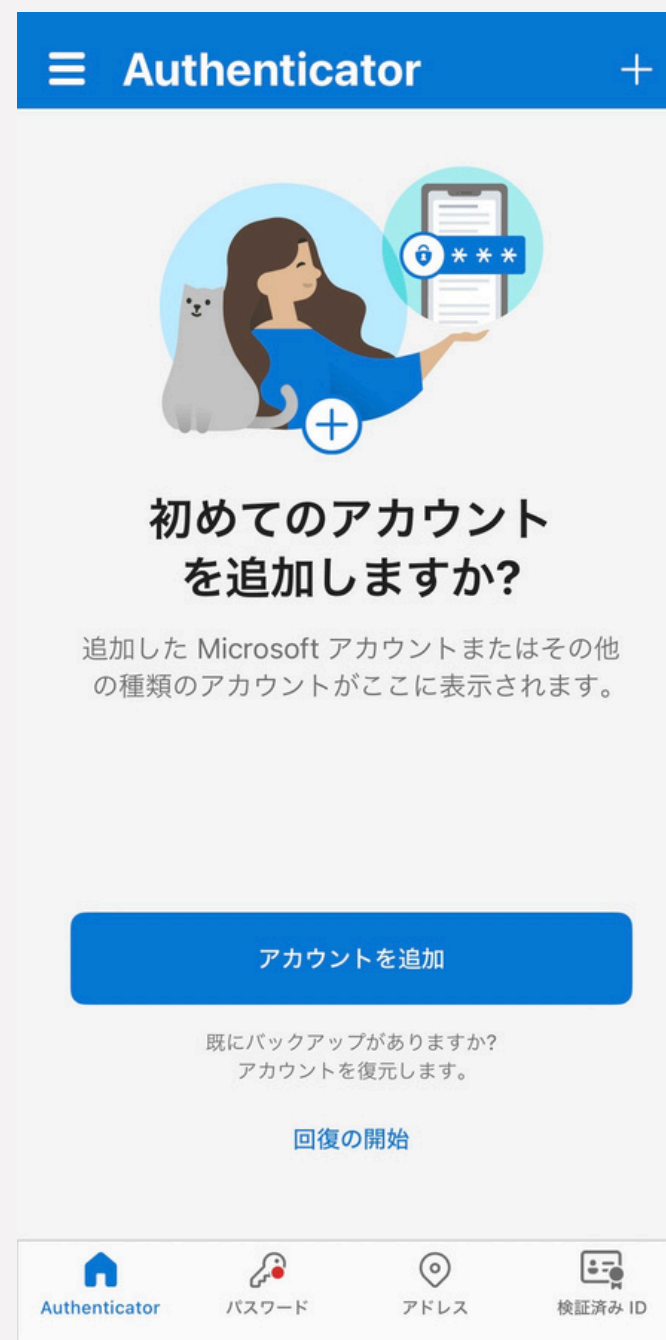 Authenticator
***
初めてのアカウント
を追加しますか?
追加した Microsoft アカウントまたはその他
の種類のアカウントがここに表示されます。
アカウントを追加
既にバックアップがありますか?
アカウントを復元します。
回復の開始
Authenticator パスワード アドレス 検証済み ID